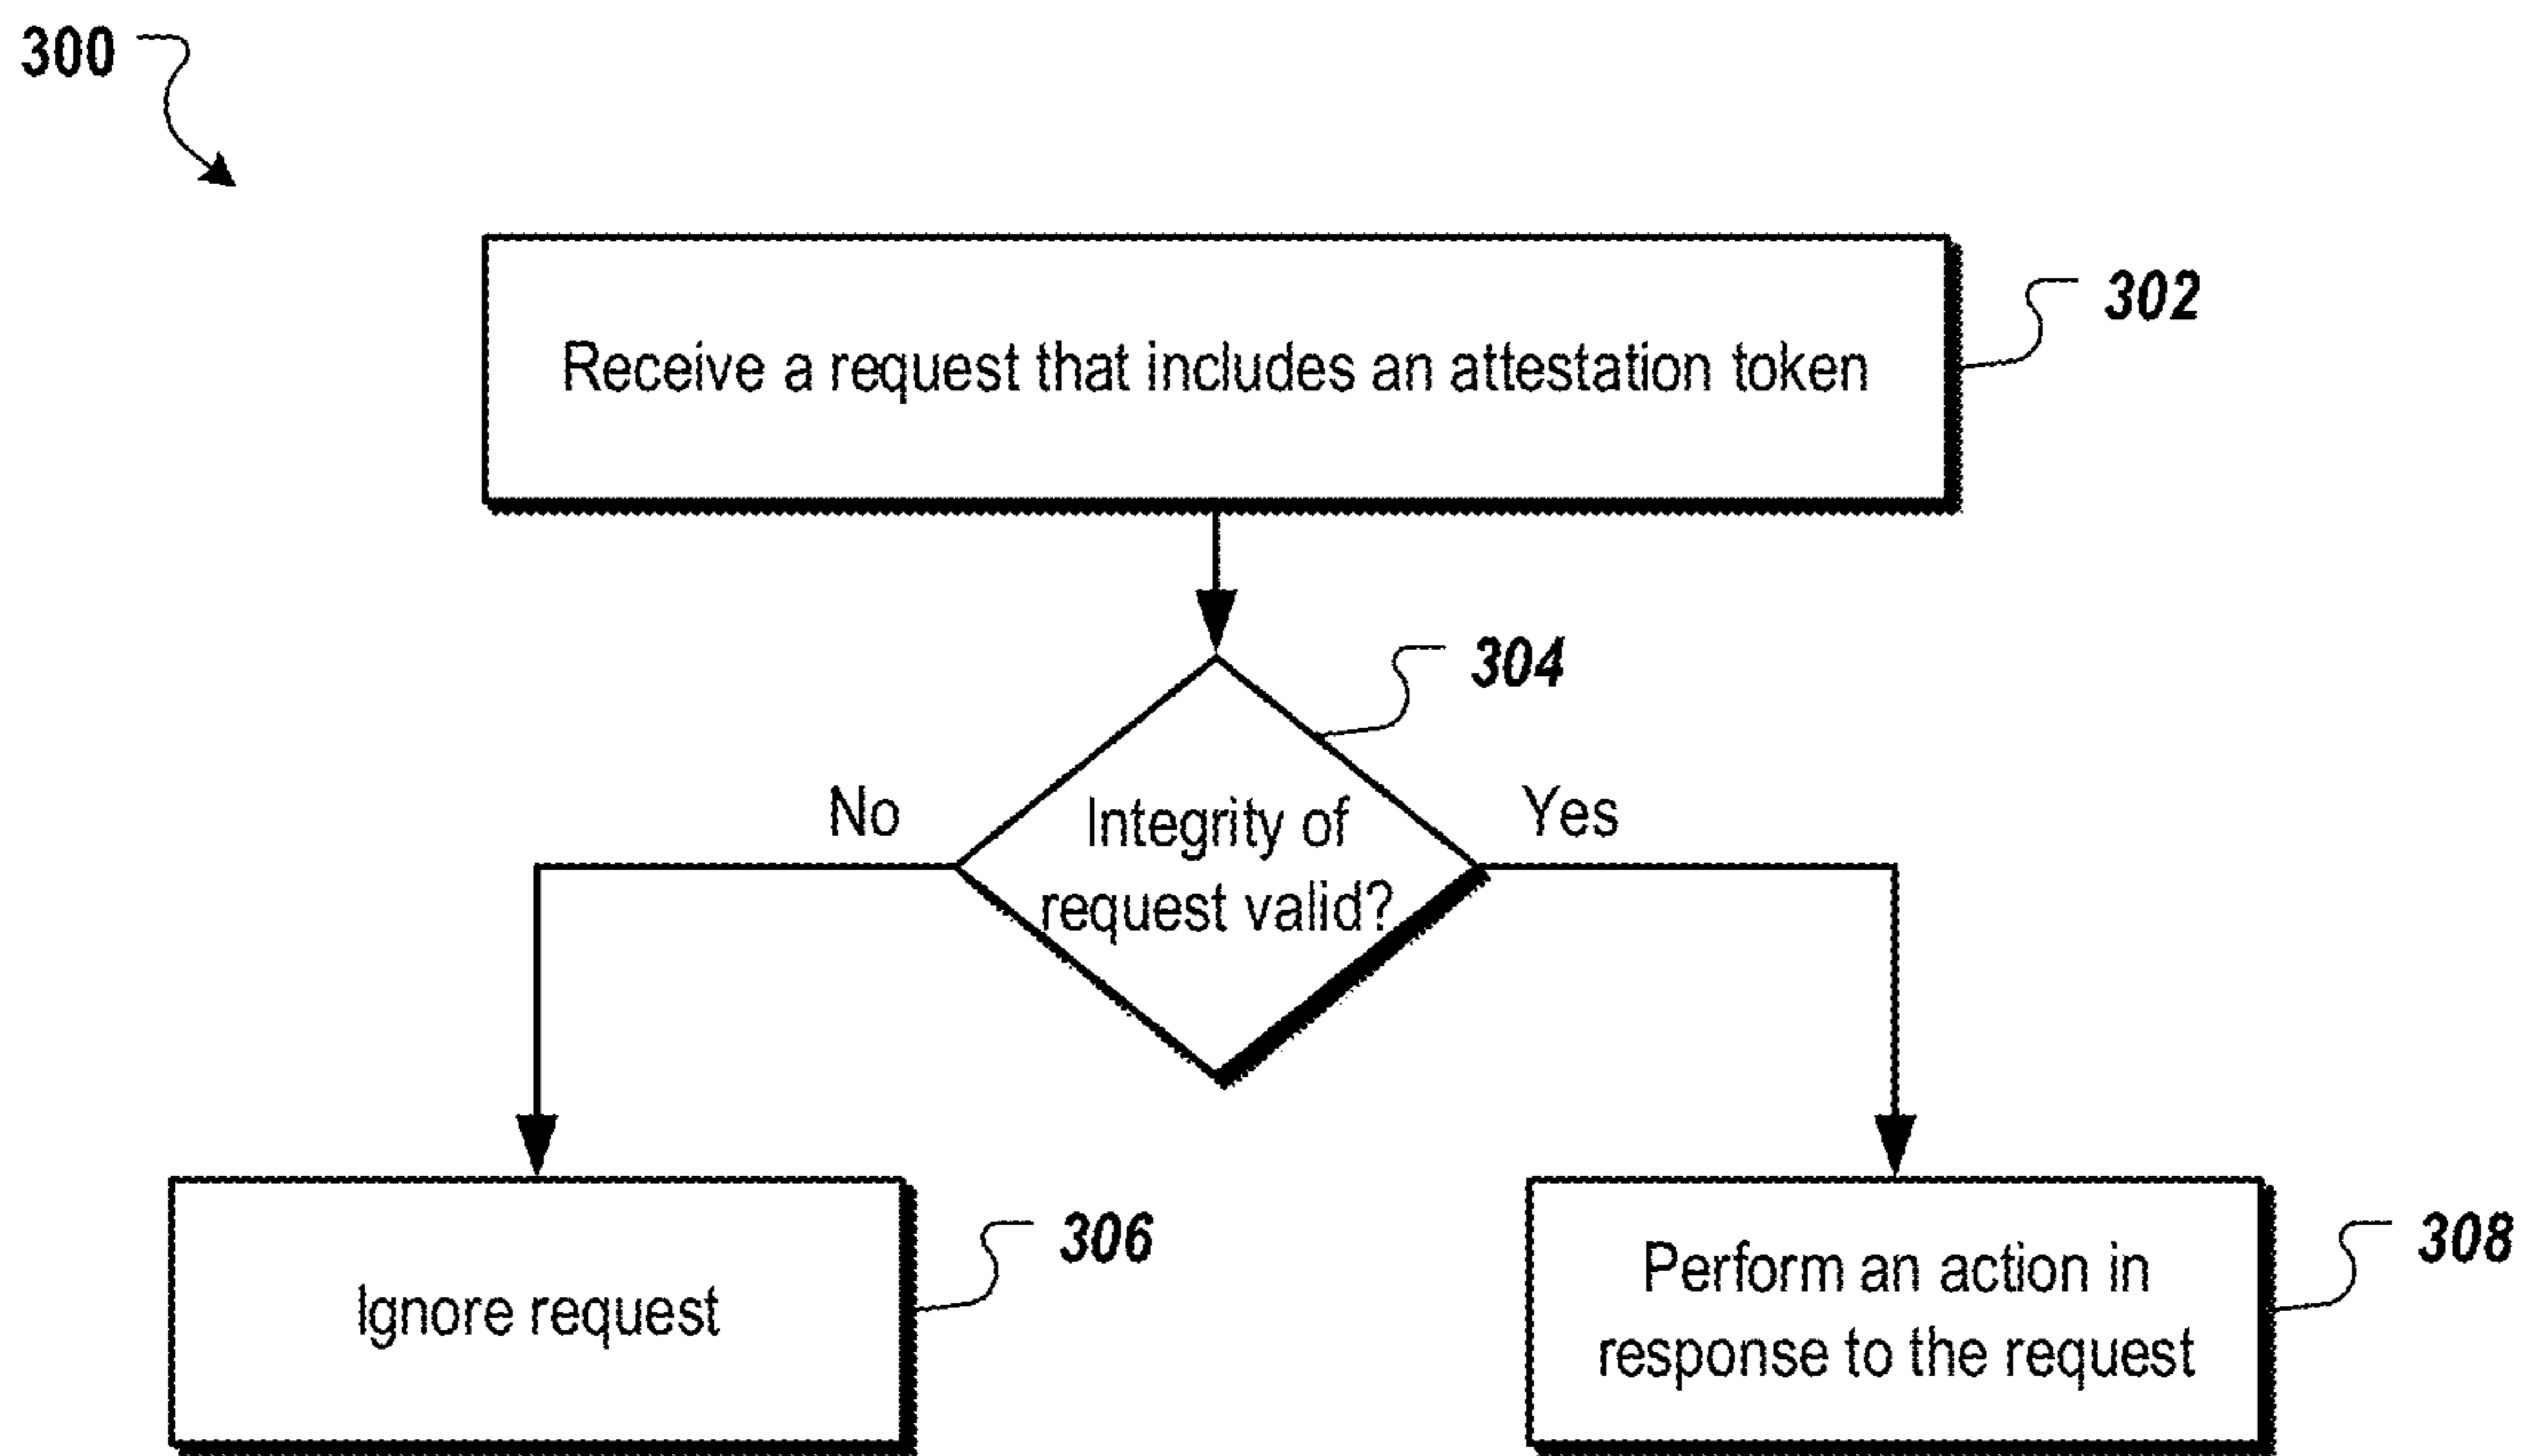 300
302
Receive a request that includes an attestation token
304
No
Yes
Integrity of
request valid?
306
Ignore request
308
Perform an action in
response to the request